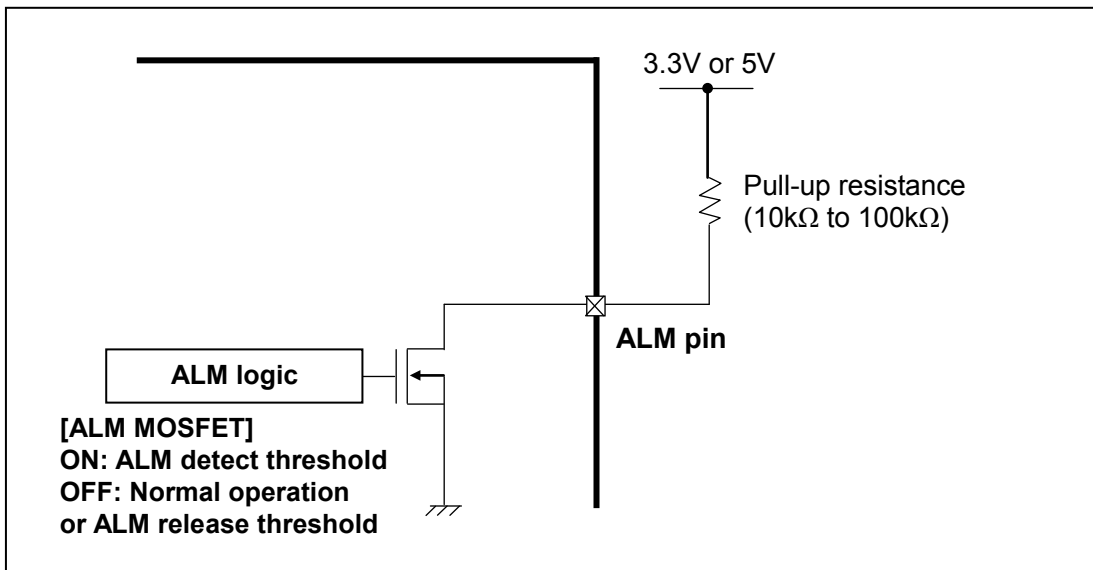 3.3V or 5V
Pull-up resistance
(10kΩ to 100kΩ)
ALM pin
ALM logic
[ALM MOSFET]
ON: ALM detect threshold
OFF: Normal operation
or ALM release threshold